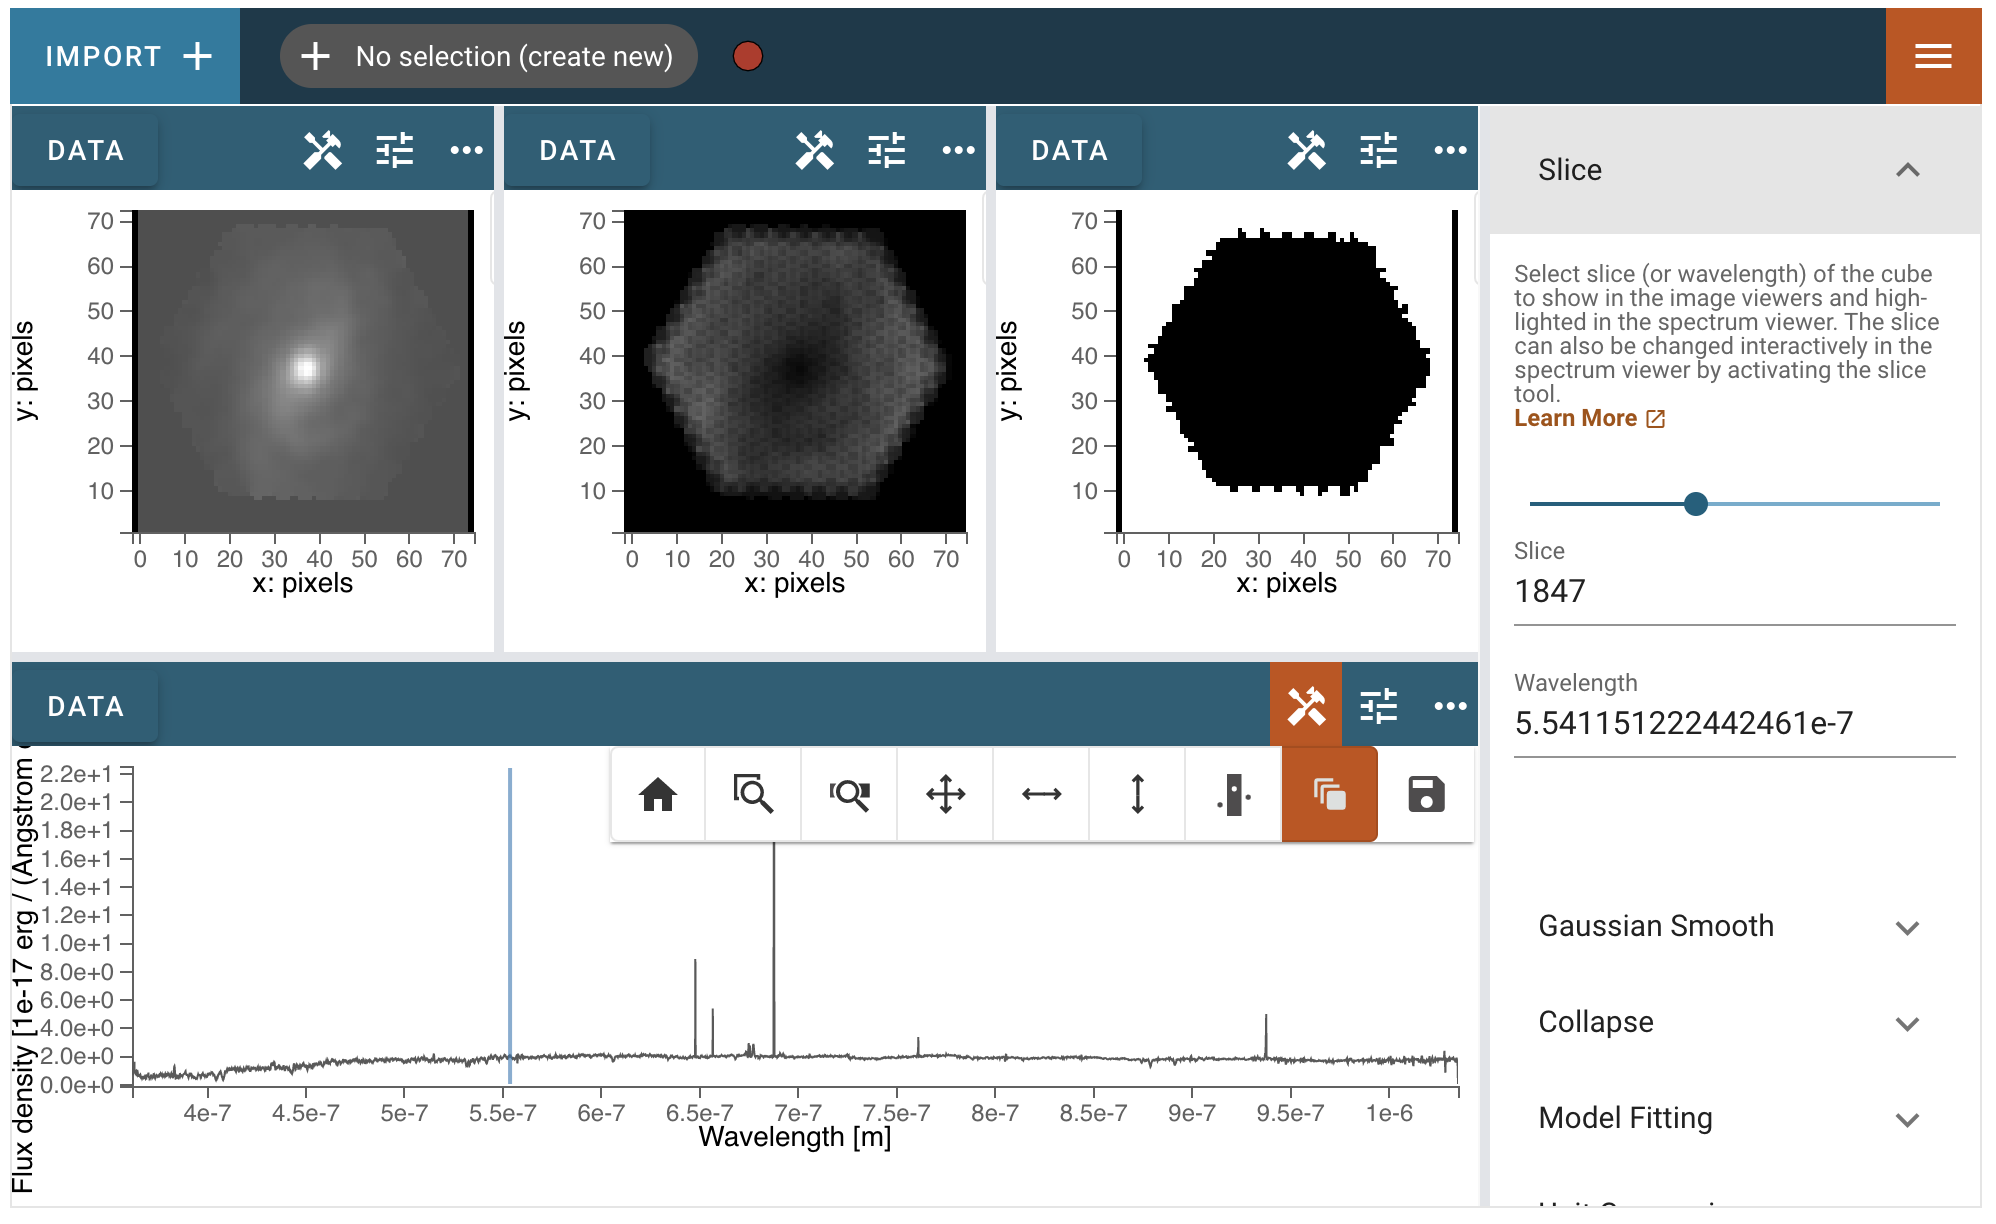 IMPORT
No selection (create new)
DATA
DATA
DATA
70
60
50
40
30
20
10
y: pixels
0 10 20 30 40 50 60 70
x: pixels
70
60
50
40
30
20
10
y: pixels
0 10 20 30 40 50 60 70
x: pixels
70
60
50
40
30
20
10
y: pixels
0 10 20 30 40 50 60 70
x: pixels
DATA
2.2e+1
2.0e+1
1.8e+1
1.6e+1
1.4e+1
1.2e+1
1.0e+1
8.0e+0
6.0e+0
4.0e+0
2.0e+0
0.0e+0
Flux density [1e-17 erg / (Angstrom
4e-7 4.5e-7 5e-7 5.5e-7 6e-7 6.5e-7 7e-7 7.5e-7 8e-7 8.5e-7 9e-7 9.5e-7 1e-6
Wavelength [m]
Slice
Select slice (or wavelength) of the cube
to show in the image viewers and high-
lighted in the spectrum viewer. The slice
can also be changed interactively in the
spectrum viewer by activating the slice
tool.
Learn More
Slice
1847
Wavelength
5.541151222442461e-7
Gaussian Smooth
Collapse
Model Fitting